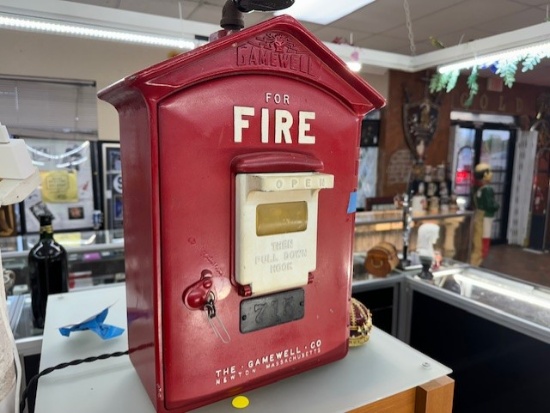 GAMEWELL
FOR
FIRE
OPEN
THEN
PULL DOWN
HOOK
THE · GAMEWELL · CO
NEWTON MASSACHUSETTS